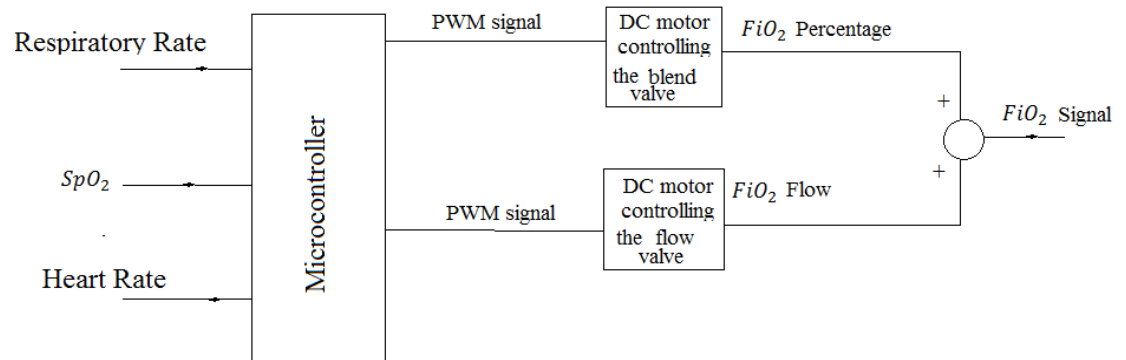 Respiratory Rate
SpO₂
Heart Rate
Microcontroller
PWM signal
DC motor
controlling
the blend
valve
FiO₂ Percentage
+
FiO₂ Signal
PWM signal
DC motor
controlling
the flow
valve
FiO₂ Flow
+